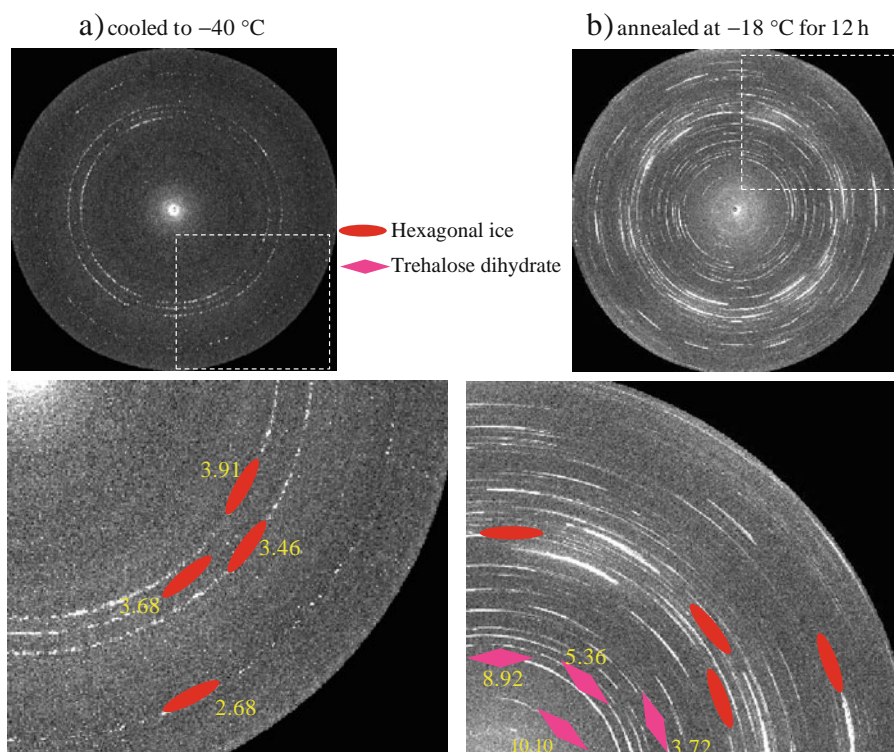 a) cooled to –40 °C
b) annealed at –18 °C for 12 h
Hexagonal ice
Trehalose dihydrate
3.91
3.46
3.68
2.68
5.36
8.92
3.72
10.10